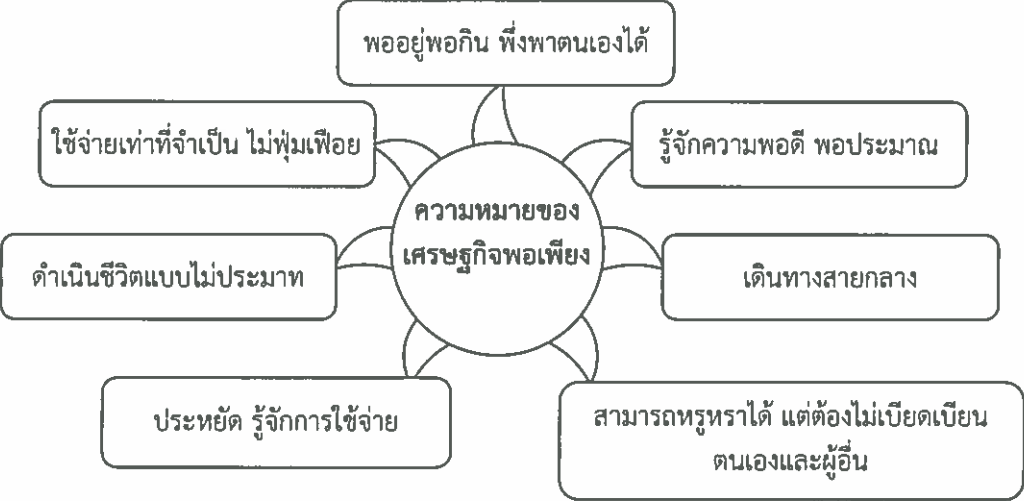 พออยู่พอกิน พึ่งพาตนเองได้
ใช้จ่ายเท่าที่จำเป็น ไม่ฟุ่มเฟือย
รู้จักความพอดี พอประมาณ
ความหมายของ
เศรษฐกิจพอเพียง
ดำเนินชีวิตแบบไม่ประมาท
เดินทางสายกลาง
ประหยัด รู้จักการใช้จ่าย
สามารถหรูหราได้ แต่ต้องไม่เบียดเบียน
ตนเองและผู้อื่น